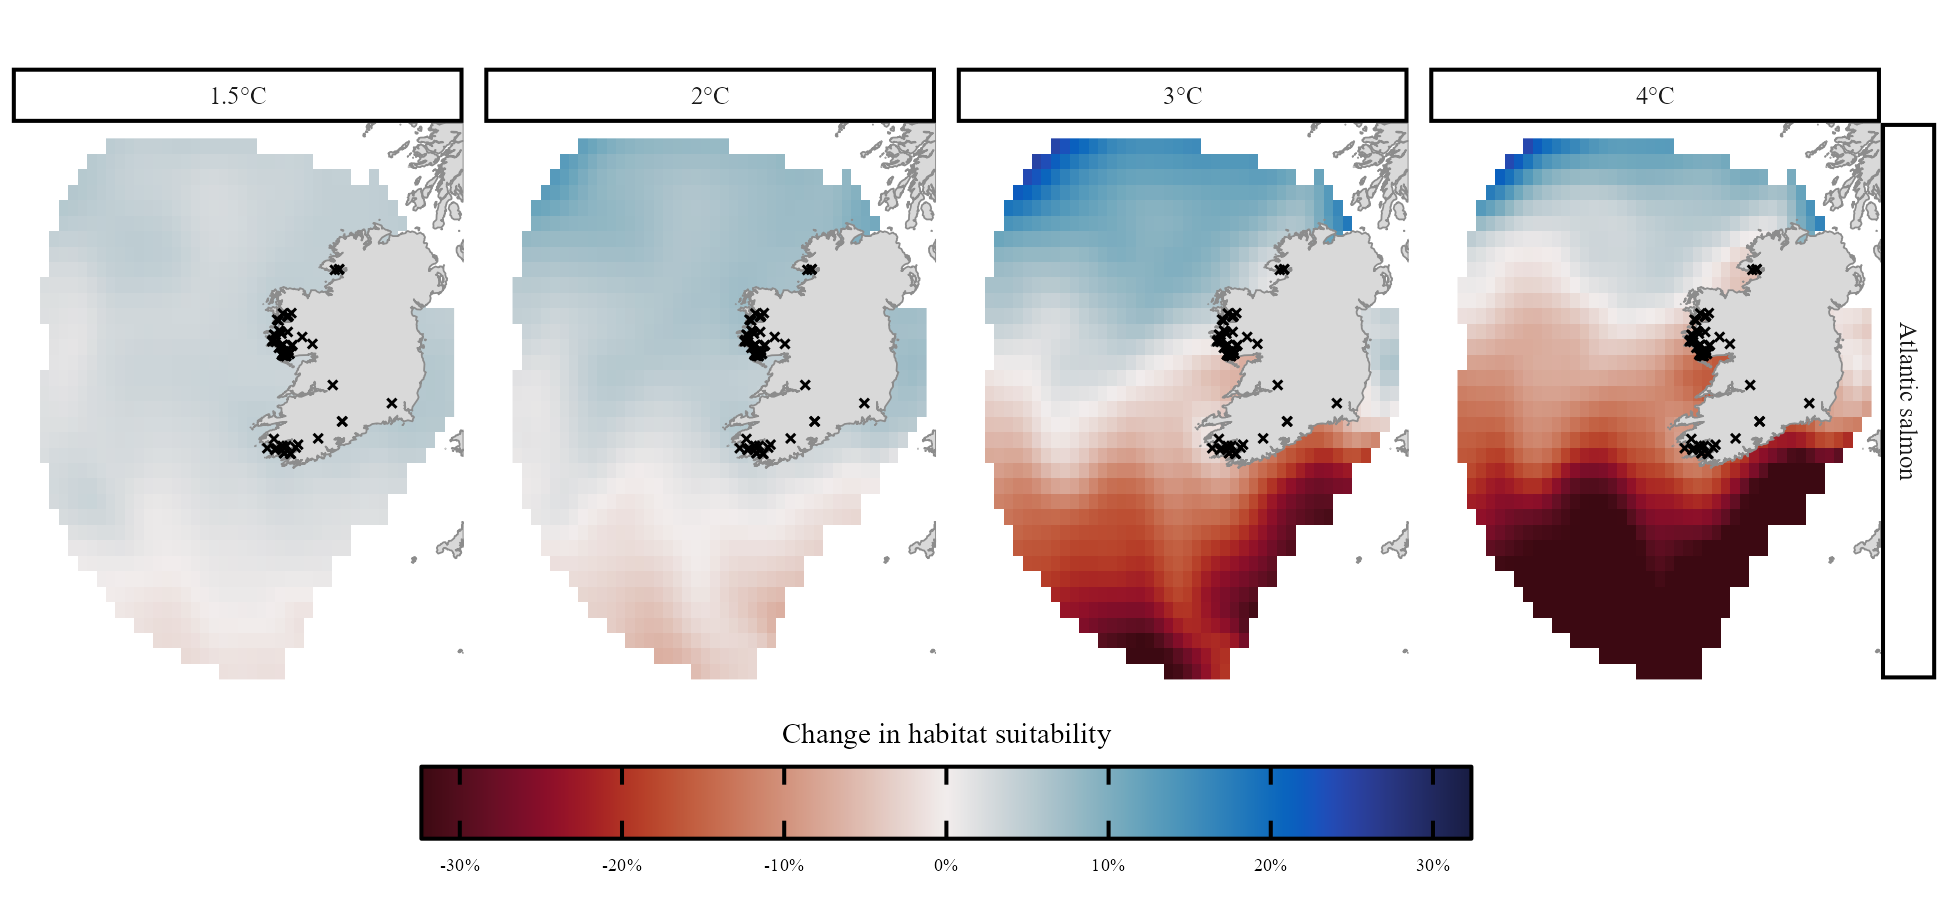 1.5°C
2°C
3°C
4°C
Atlantic salmon
Change in habitat suitability
-30%
-20%
-10%
0%
10%
20%
30%